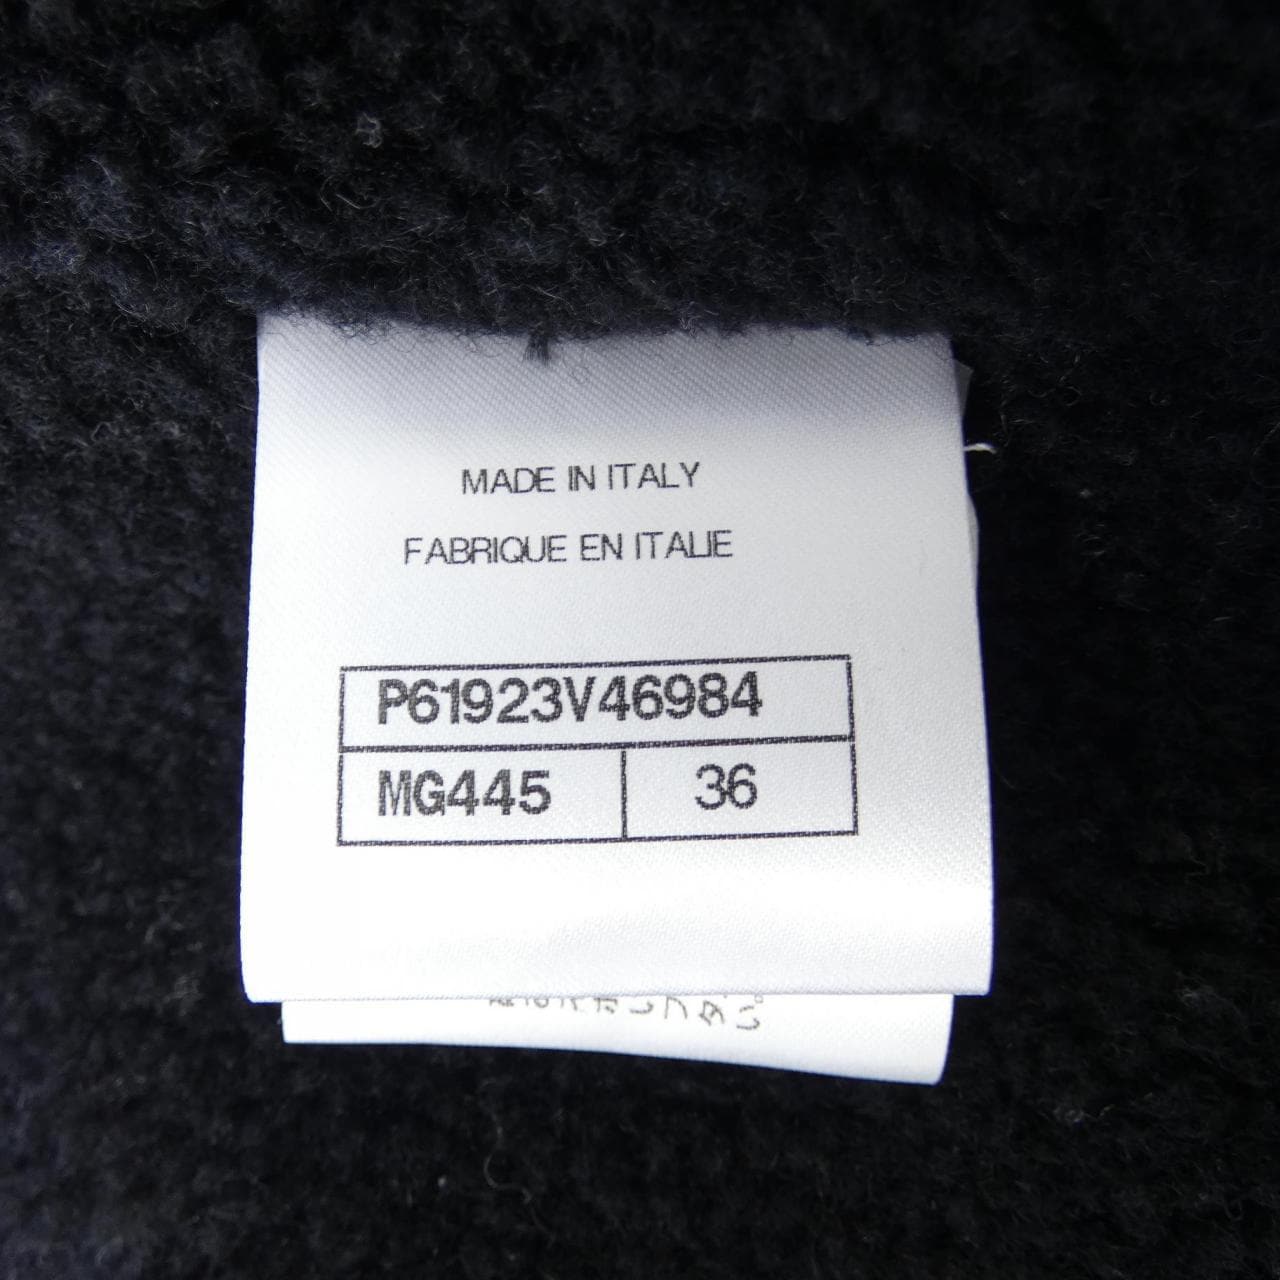 MADE IN ITALY
FABRIQUE EN ITALIE
P61923V46984
MG445 36